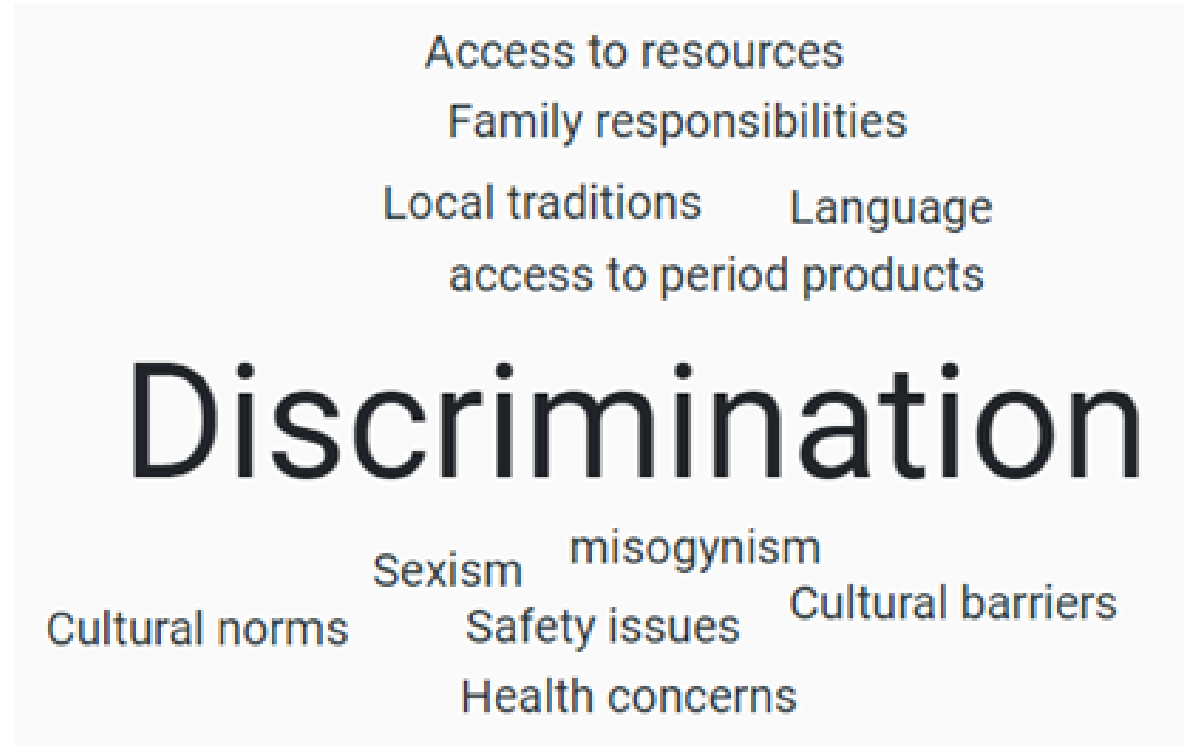 Access to resources
Family responsibilities
Local traditions
Language
access to period products
Discrimination
misogynism
Sexism
Cultural barriers
Safety issues
Cultural norms
Health concerns